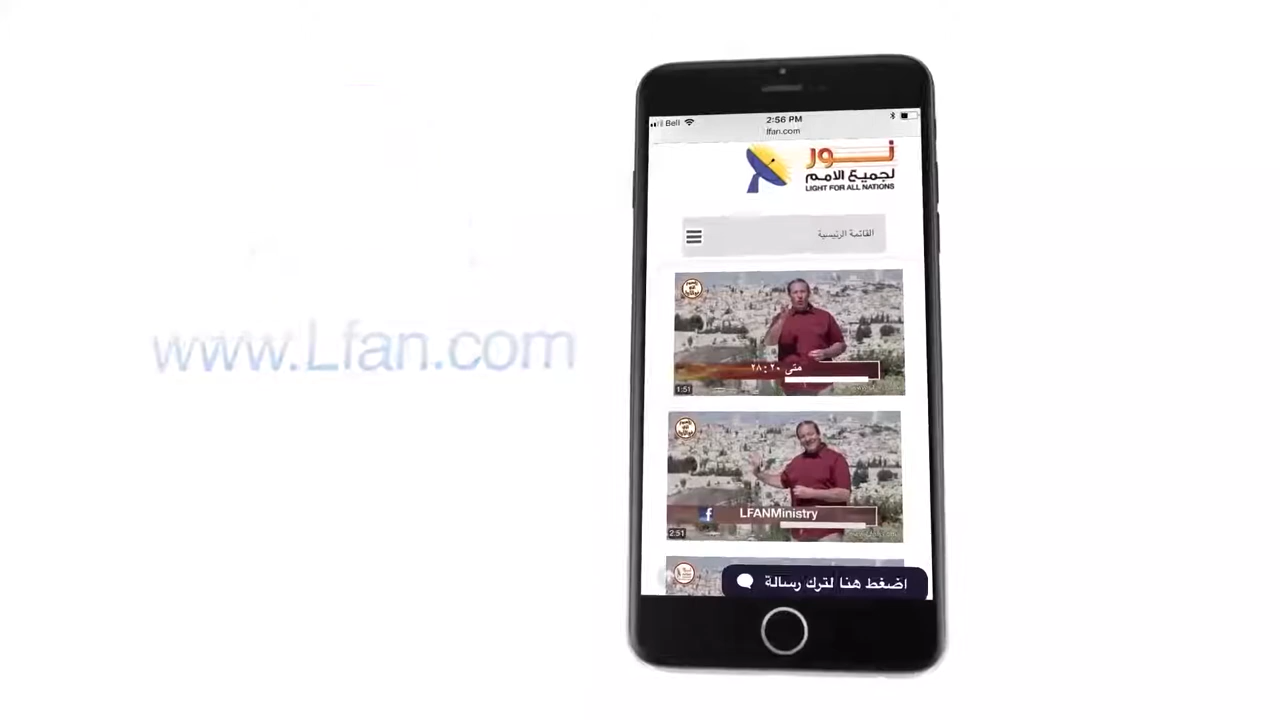 www.Lfan.com
Bell
2:56 PM
lfan.com
نور
لجميع الامم
LIGHT FOR ALL NATIONS
القائمة الرئيسية
متى ٢٠ : ٢٨
1:51
LFANMinistry
2:51
اضغط هنا لترك رسالة